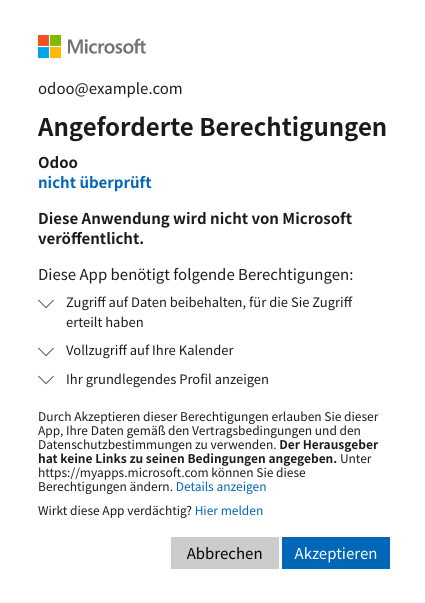 Microsoft
odoo@example.com
Angeforderte Berechtigungen
Odoo
nicht überprüft
Diese Anwendung wird nicht von Microsoft
veröffentlicht.
Diese App benötigt folgende Berechtigungen:
Zugriff auf Daten beibehalten, für die Sie Zugriff
erteilt haben
Vollzugriff auf Ihre Kalender
Ihr grundlegendes Profil anzeigen
Durch Akzeptieren dieser Berechtigungen erlauben Sie dieser
App, Ihre Daten gemäß den Vertragsbedingungen und den
Datenschutzbestimmungen zu verwenden. Der Herausgeber
hat keine Links zu seinen Bedingungen angegeben. Unter
https://myapps.microsoft.com können Sie diese
Berechtigungen ändern. Details anzeigen
Wirkt diese App verdächtig? Hier melden
Abbrechen Akzeptieren